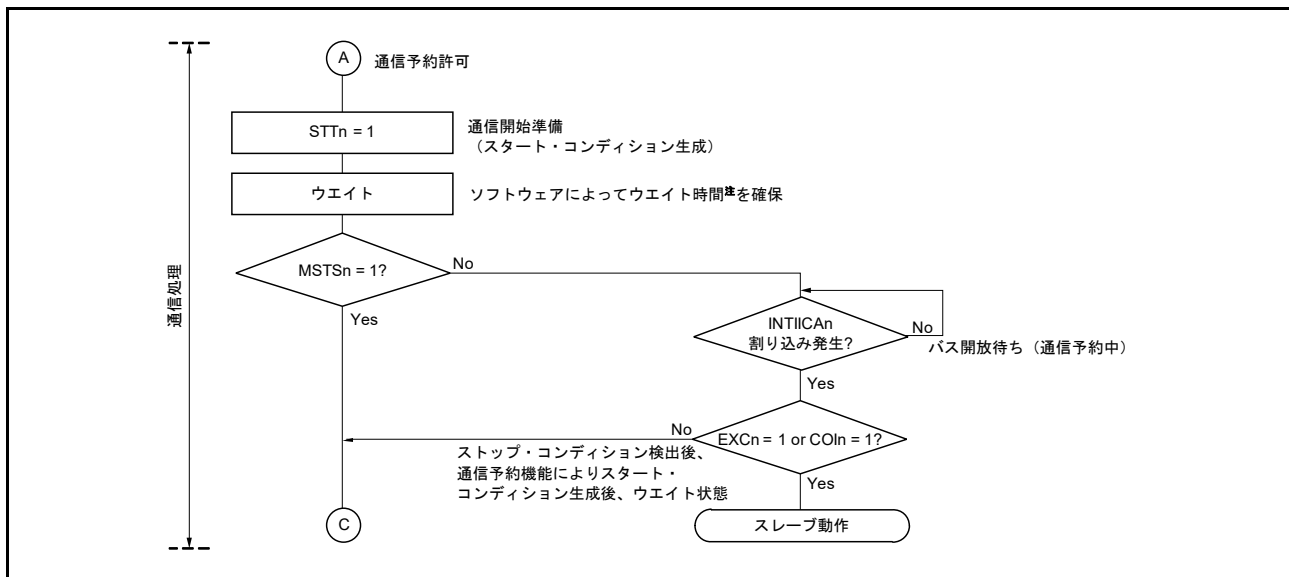 A 通信予約許可
STTn = 1
通信開始準備
（スタート・コンディション生成）
ウエイト
ソフトウェアによってウエイト時間注を確保
MSTSn = 1?
No
Yes
通信処理
INTIICAn
割り込み発生?
No
バス開放待ち（通信予約中）
Yes
EXCn = 1 or COIn = 1?
No
ストップ・コンディション検出後、
通信予約機能によりスタート・
コンディション生成後、ウエイト状態
Yes
C
スレーブ動作